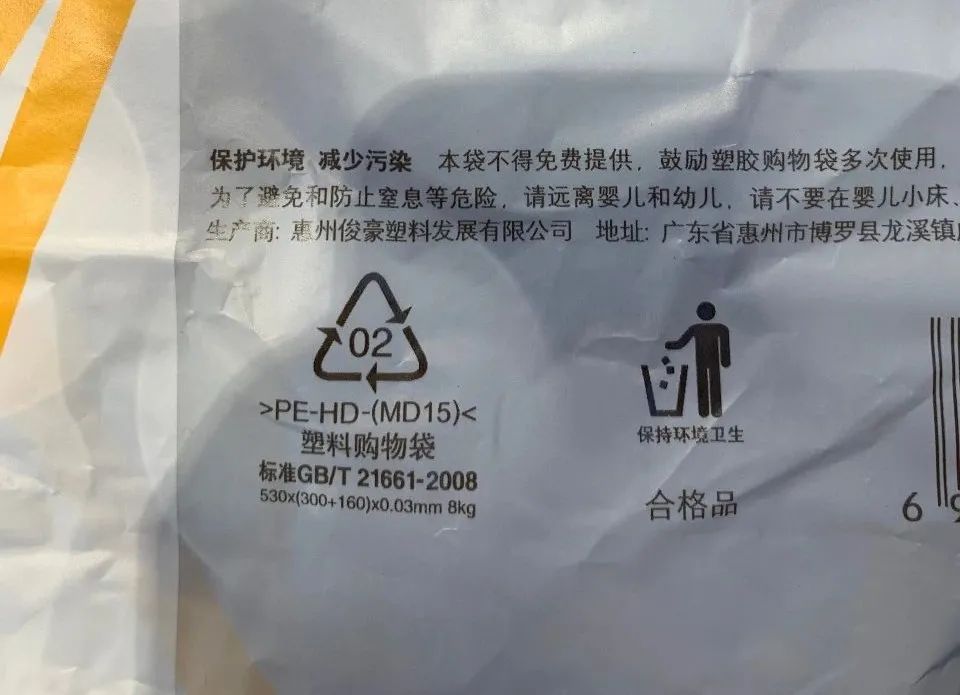 保护环境 减少污染 本袋不得免费提供，鼓励塑胶购物袋多次使用，
为了避免和防止窒息等危险，请远离婴儿和幼儿，请不要在婴儿小床、
生产商: 惠州俊豪塑料发展有限公司 地址: 广东省惠州市博罗县龙溪镇
02
>PE-HD-(MD15)<
塑料购物袋
标准GB/T 21661-2008
530x(300+160)x0.03mm 8kg
保持环境卫生
合格品
6 9